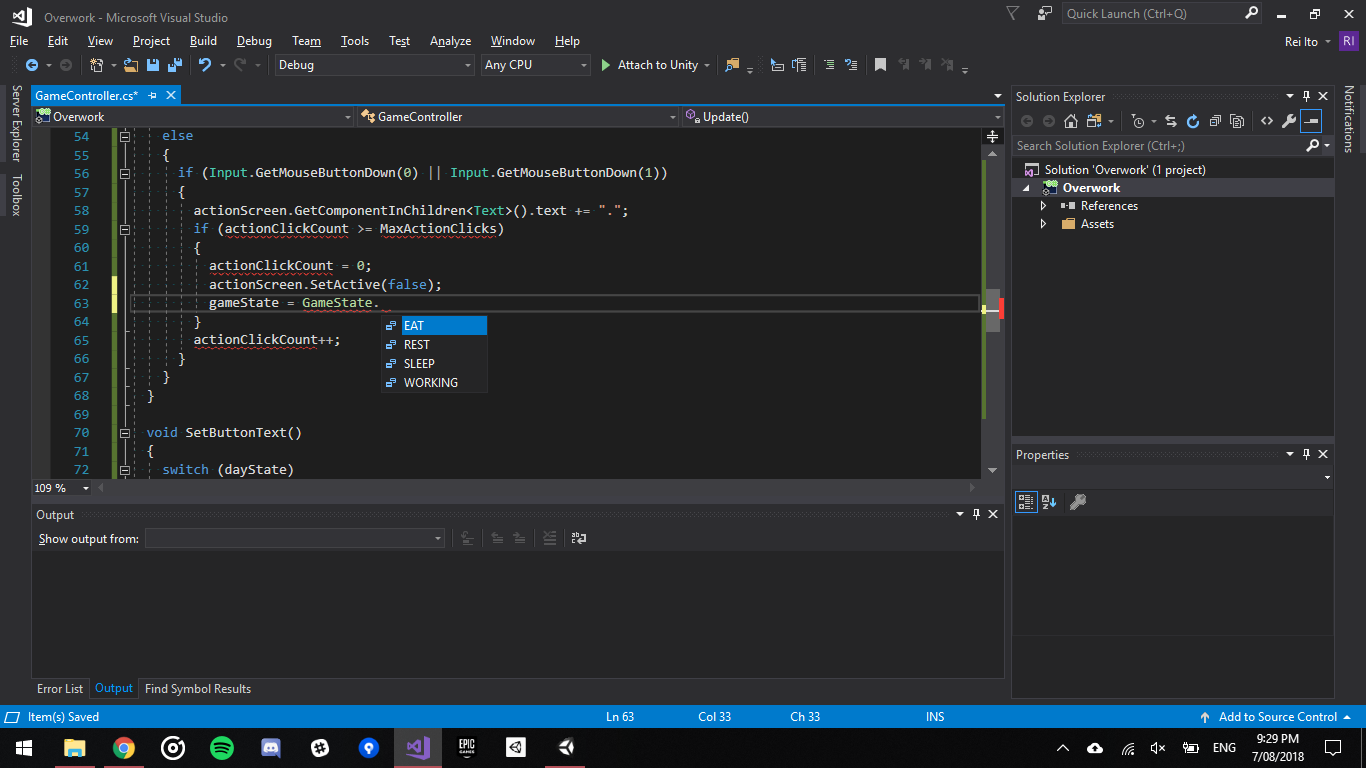 Overwork - Microsoft Visual Studio
Quick Launch (Ctrl+Q)
File Edit View Project Build Debug Team Tools Test Analyze Window Help
Rei Ito RI
Debug Any CPU Attach to Unity
Server Explorer
Toolbox
GameController.cs*
Overwork GameController Update()
54 else
55 {
56 if (Input.GetMouseButtonDown(0) || Input.GetMouseButtonDown(1))
57 {
58 actionScreen.GetComponentInChildren<Text>().text += ".";
59 if (actionClickCount >= MaxActionClicks)
60 {
61 actionClickCount = 0;
62 actionScreen.SetActive(false);
63 gameState = GameState.
EAT
REST
SLEEP
WORKING
64 }
65 actionClickCount++;
66 }
67 }
68 }
69
70 void SetButtonText()
71 {
72 switch (dayState)
109 %
Output
Show output from:
Error List Output Find Symbol Results
Solution Explorer
Search Solution Explorer (Ctrl+;)
Solution 'Overwork' (1 project)
Overwork
References
Assets
Properties
Notifications
Item(s) Saved Ln 63 Col 33 Ch 33 INS Add to Source Control
EPIC GAMES
ENG
9:29 PM
7/08/2018